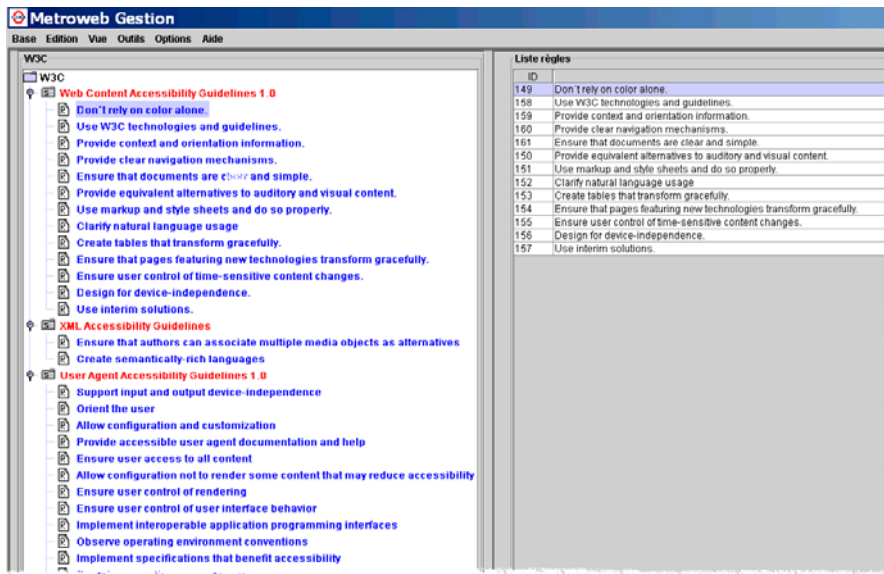 Metroweb Gestion
Base Edition Vue Outils Options Aide
W3C
W3C
Web Content Accessibility Guidelines 1.0
Don't rely on color alone.
Use W3C technologies and guidelines.
Provide context and orientation information.
Provide clear navigation mechanisms.
Ensure that documents are and simple.
Provide equivalent alternatives to auditory and visual content.
Use markup and style sheets and do so properly.
Clarify natural language usage
Create tables that transform gracefully.
Ensure that pages featuring new technologies transform gracefully.
Ensure user control of time-sensitive content changes.
Design for device-independence.
Use interim solutions.
XML Accessibility Guidelines
Ensure that authors can associate multiple media objects as alternatives
Create semantically-rich languages
User Agent Accessibility Guidelines 1.0
Support input and output device-independence
Orient the user
Allow configuration and customization
Provide accessible user agent documentation and help
Ensure user access to all content
Allow configuration not to render some content that may reduce accessibility
Ensure user control of rendering
Ensure user control of user interface behavior
Implement interoperable application programming interfaces
Observe operating environment conventions
Implement specifications that benefit accessibility
Liste règles
ID
149 Don't rely on color alone.
158 Use W3C technologies and guidelines.
159 Provide context and orientation information.
160 Provide clear navigation mechanisms.
161 Ensure that documents are clear and simple.
150 Provide equivalent alternatives to auditory and visual content.
151 Use markup and style sheets and do so properly.
152 Clarify natural language usage
153 Create tables that transform gracefully.
154 Ensure that pages featuring new technologies transform gracefully.
155 Ensure user control of time-sensitive content changes.
156 Design for device-independence.
157 Use interim solutions.